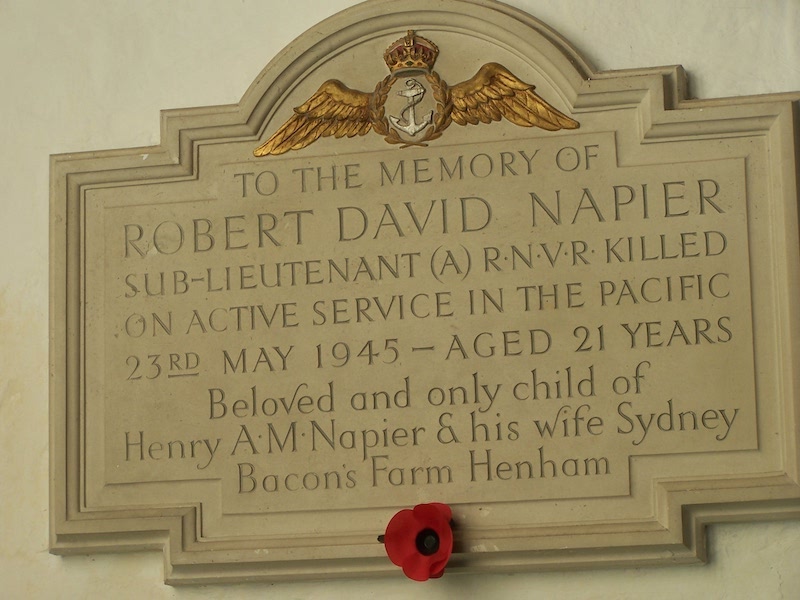 TO THE MEMORY OF
ROBERT DAVID NAPIER
SUB-LIEUTENANT (A) R·N·V·R· KILLED
ON ACTIVE SERVICE IN THE PACIFIC
23RD MAY 1945 – AGED 21 YEARS
Beloved and only child of
Henry A·M·Napier & his wife Sydney
Bacon's Farm Henham